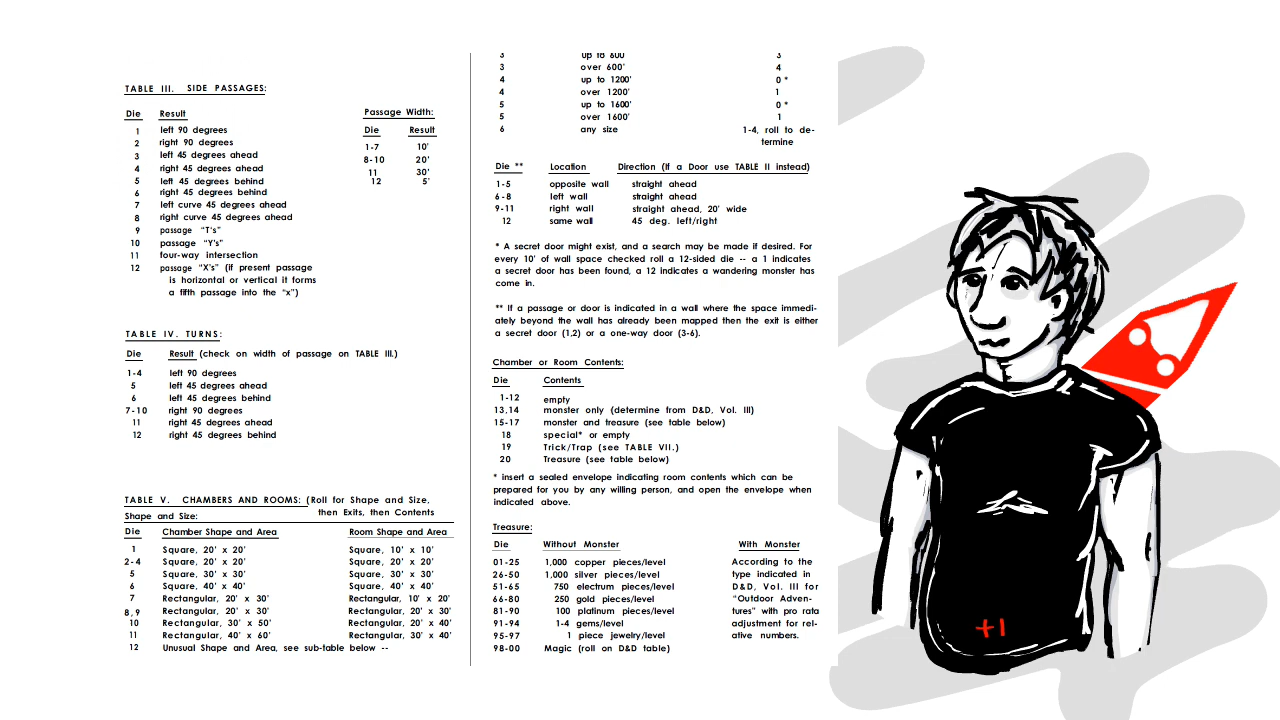 TABLE III. SIDE PASSAGES:
Die Result
1 left 90 degrees
2 right 90 degrees
3 left 45 degrees ahead
4 right 45 degrees ahead
5 left 45 degrees behind
6 right 45 degrees behind
7 left curve 45 degrees ahead
8 right curve 45 degrees ahead
9 passage "T's"
10 passage "Y's"
11 four-way intersection
12 passage "X's" (if present passage
is horizontal or vertical it forms
a fifth passage into the "x")
Passage Width:
Die Result
1-7 10'
8-10 20'
11 30'
12 5'
TABLE IV. TURNS:
Die Result (check on width of passage on TABLE III.)
1-4 left 90 degrees
5 left 45 degrees ahead
6 left 45 degrees behind
7-10 right 90 degrees
11 right 45 degrees ahead
12 right 45 degrees behind
TABLE V. CHAMBERS AND ROOMS: (Roll for Shape and Size,
then Exits, then Contents
Shape and Size:
Die Chamber Shape and Area Room Shape and Area
1 Square, 20' x 20' Square, 10' x 10'
2-4 Square, 20' x 20' Square, 20' x 20'
5 Square, 30' x 30' Square, 30' x 30'
6 Square, 40' x 40' Square, 40' x 40'
7 Rectangular, 20' x 30' Rectangular, 10' x 20'
8,9 Rectangular, 20' x 30' Rectangular, 20' x 30'
10 Rectangular, 30' x 50' Rectangular, 20' x 40'
11 Rectangular, 40' x 60' Rectangular, 30' x 40'
12 Unusual Shape and Area, see sub-table below --
3 up to 600' 3
3 over 600' 4
4 up to 1200' 0 *
4 over 1200' 1
5 up to 1600' 0 *
5 over 1600' 1
6 any size 1-4, roll to de-
termine
Die ** Location Direction (If a Door use TABLE II instead)
1-5 opposite wall straight ahead
6-8 left wall straight ahead
9-11 right wall straight ahead, 20' wide
12 same wall 45 deg. left/right
* A secret door might exist, and a search may be made if desired. For
every 10' of wall space checked roll a 12-sided die -- a 1 indicates
a secret door has been found, a 12 indicates a wandering monster has
come in.
** If a passage or door is indicated in a wall where the space immedi-
ately beyond the wall has already been mapped then the exit is either
a secret door (1,2) or a one-way door (3-6).
Chamber or Room Contents:
Die Contents
1-12 empty
13,14 monster only (determine from D&D, Vol. III)
15-17 monster and treasure (see table below)
18 special* or empty
19 Trick/Trap (see TABLE VII.)
20 Treasure (see table below)
* Insert a sealed envelope indicating room contents which can be
prepared for you by any willing person, and open the envelope when
indicated above.
Treasure:
Die Without Monster With Monster
01-25 1,000 copper pieces/level According to the
26-50 1,000 silver pieces/level type indicated in
51-65 750 electrum pieces/level D&D, Vol. III for
66-80 250 gold pieces/level "Outdoor Adven-
81-90 100 platinum pieces/level tures" with pro rata
91-94 1-4 gems/level adjustment for rel-
95-97 1 piece jewelry/level ative numbers.
98-00 Magic (roll on D&D table)
+1